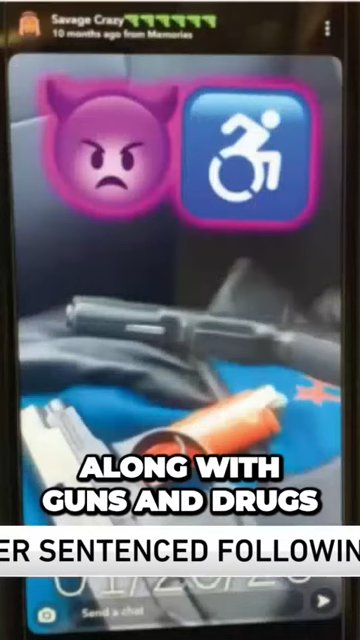 Savage Crazy
10 months ago from Memories
ALONG WITH
GUNS AND DRUGS
ER SENTENCED FOLLOWIN
Send a chat